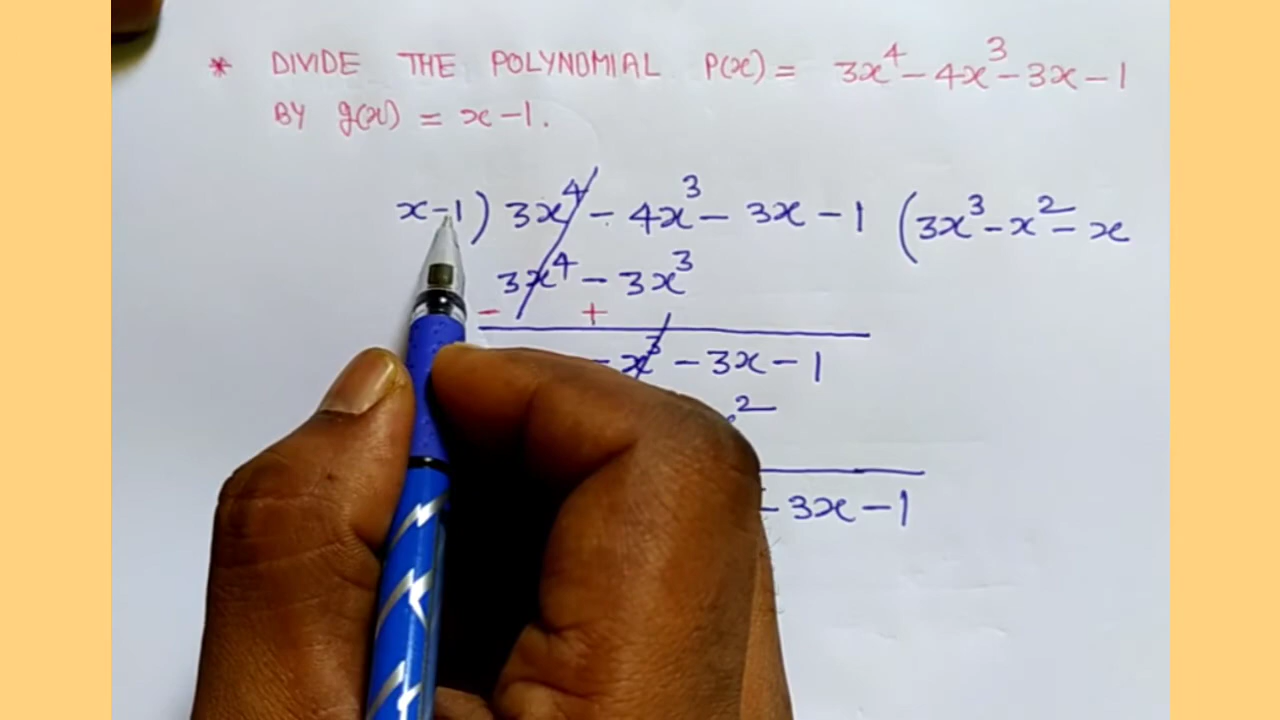 * DIVIDE THE POLYNOMIAL P(x) = 3x⁴ - 4x³ - 3x - 1
BY g(x) = x - 1.
x-1) 3x⁴ - 4x³ - 3x - 1 (3x³ - x² - x
3x⁴ - 3x³
- +
- x³ - 3x - 1
²
- 3x - 1